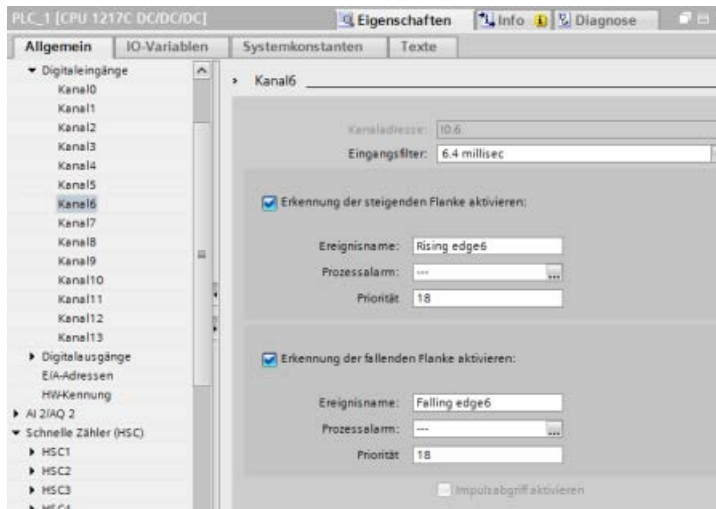 PLC_1 [CPU 1217C DC/DC/DC]
Eigenschaften
Info
Diagnose
Allgemein
IO-Variablen
Systemkonstanten
Texte
Digitaleingänge
Kanal0
Kanal1
Kanal2
Kanal3
Kanal4
Kanal5
Kanal6
Kanal7
Kanal8
Kanal9
Kanal10
Kanal11
Kanal12
Kanal13
Digitalausgänge
E/A-Adressen
HW-Kennung
AI 2/AQ 2
Schnelle Zähler (HSC)
HSC1
HSC2
HSC3
HSC4
Kanal6
Kanaladresse: I0.6
Eingangsfilter: 6.4 millisec
Erkennung der steigenden Flanke aktivieren:
Ereignisname: Rising edge6
Prozessalarm: ---
Priorität 18
Erkennung der fallenden Flanke aktivieren:
Ereignisname: Falling edge6
Prozessalarm: ---
Priorität 18
Impulsabgriff aktivieren